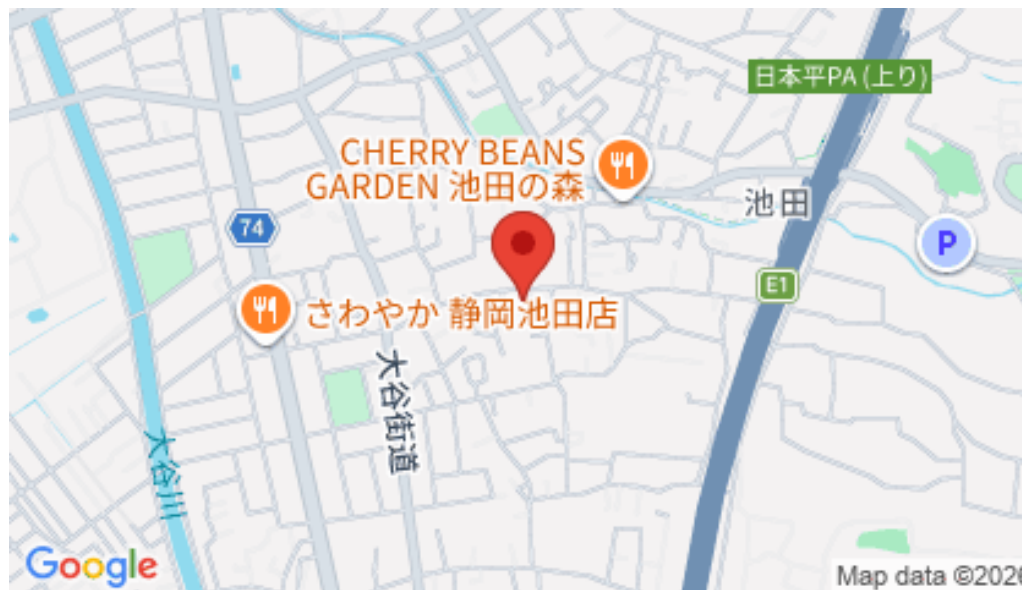 日本平PA (上り)
CHERRY BEANS
GARDEN 池田の森
池田
74
E1
P
さわやか 静岡池田店
大谷街道
大谷川
Google
Map data ©2026